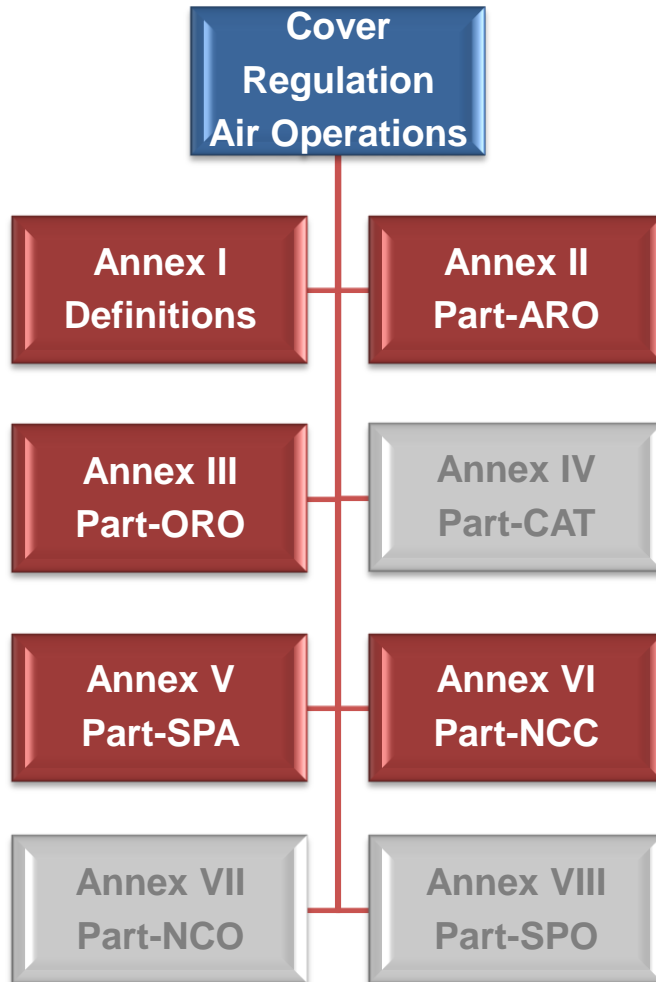 Cover
Regulation
Air Operations
Annex I
Definitions
Annex II
Part-ARO
Annex III
Part-ORO
Annex IV
Part-CAT
Annex V
Part-SPA
Annex VI
Part-NCC
Annex VII
Part-NCO
Annex VIII
Part-SPO